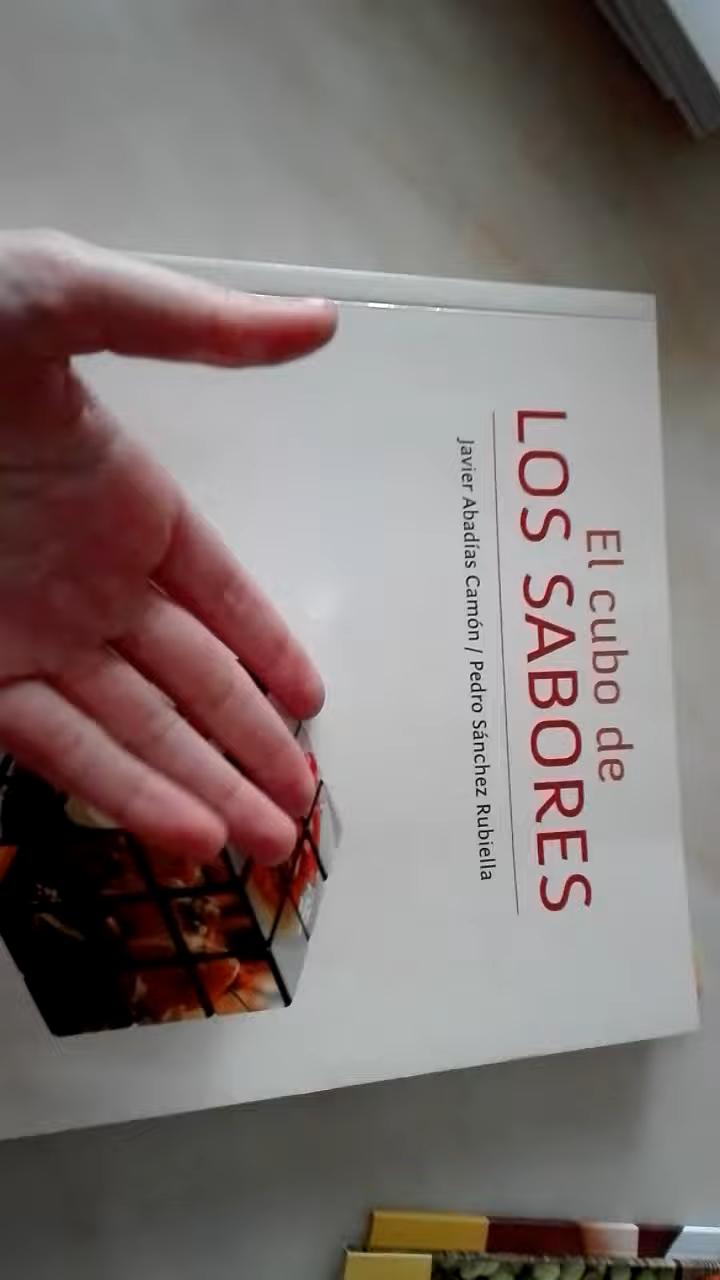 El cubo de
LOS SABORES
Javier Abadías Camón / Pedro Sánchez Rubiella